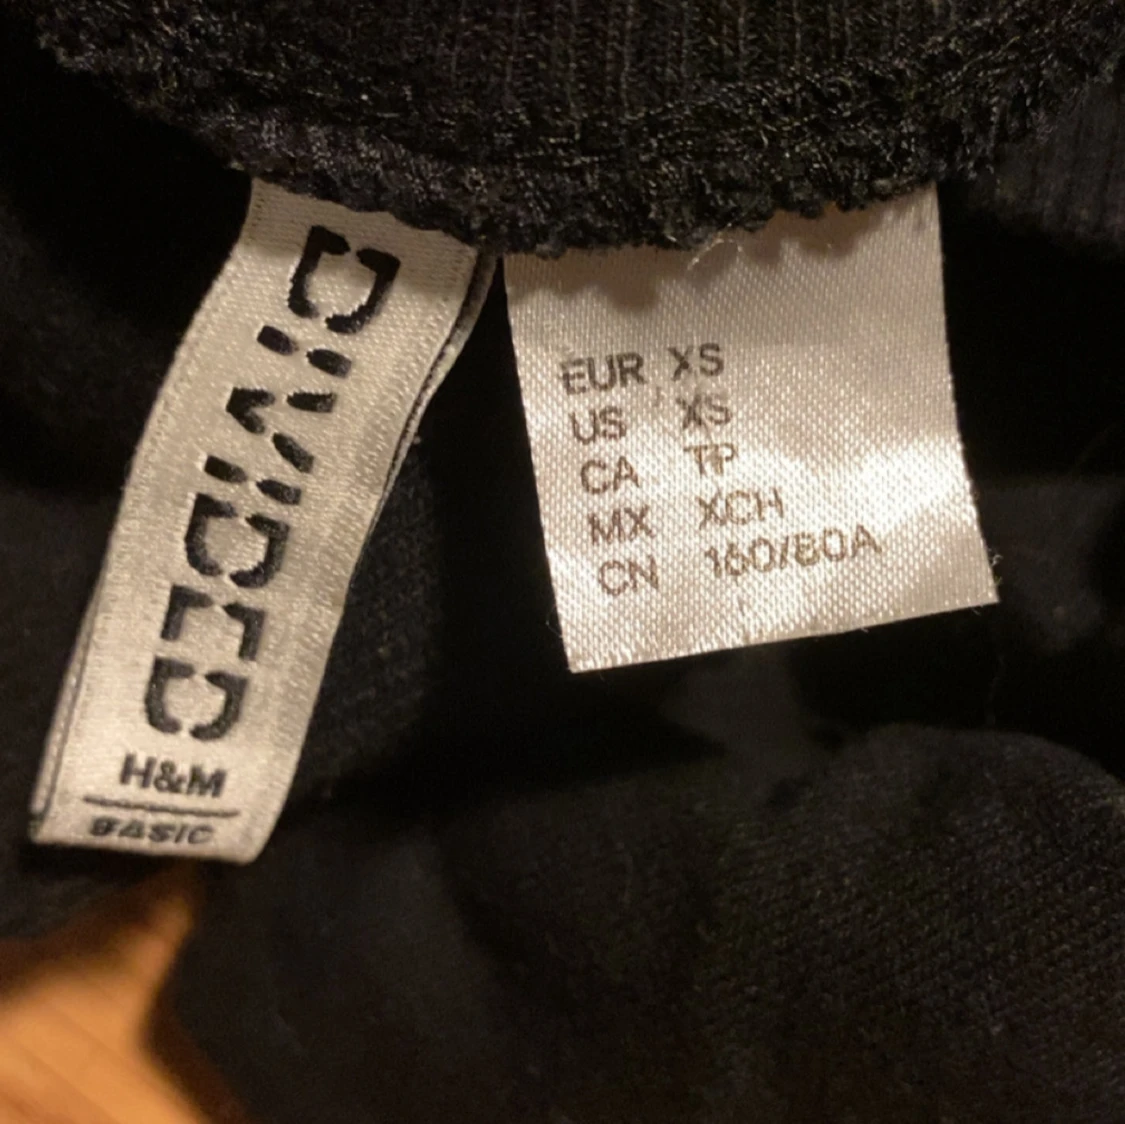 DIVIDED
H&M
BASIC
EUR XS
US XS
CA TP
MX XCH
CN 160/80A